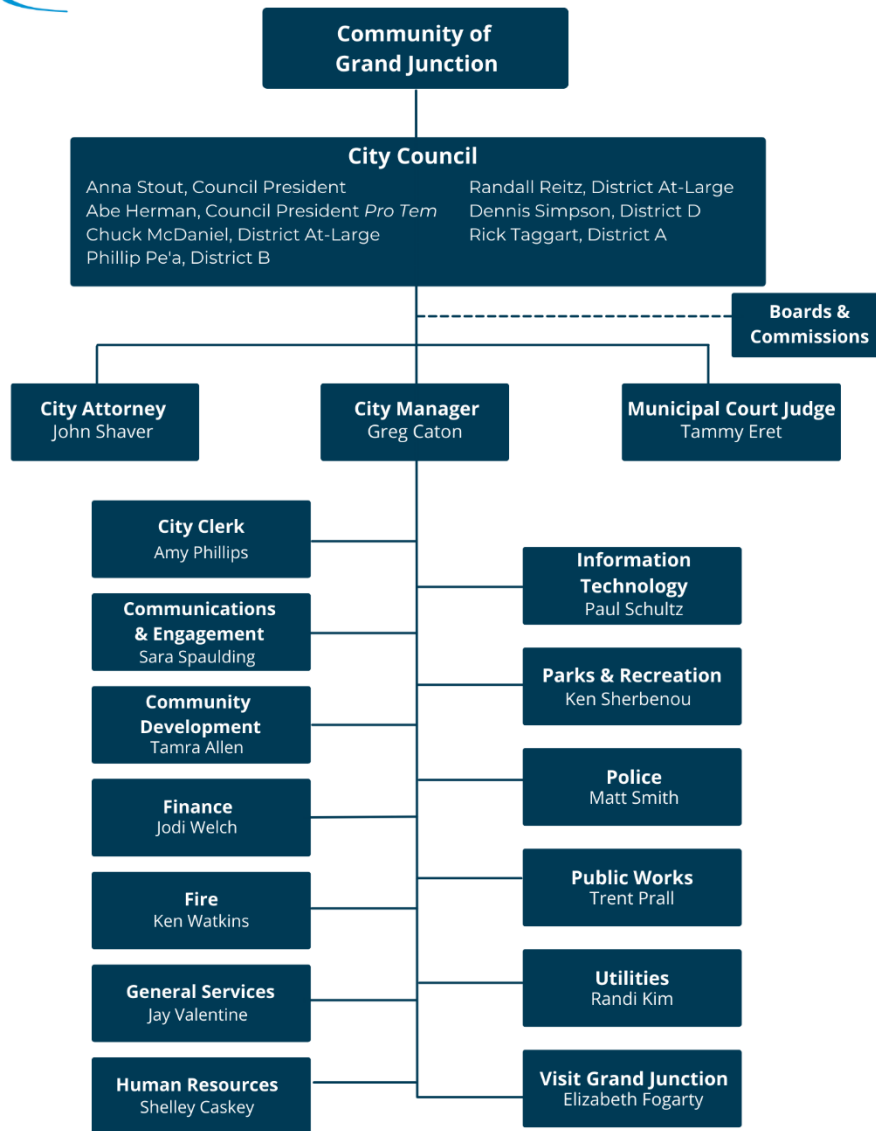 Community of
Grand Junction
City Council
Anna Stout, Council President
Abe Herman, Council President Pro Tem
Chuck McDaniel, District At-Large
Phillip Pe'a, District B
Randall Reitz, District At-Large
Dennis Simpson, District D
Rick Taggart, District A
Boards &
Commissions
City Attorney
John Shaver
City Manager
Greg Caton
Municipal Court Judge
Tammy Eret
City Clerk
Amy Phillips
Communications
& Engagement
Sara Spaulding
Community
Development
Tamra Allen
Finance
Jodi Welch
Fire
Ken Watkins
General Services
Jay Valentine
Human Resources
Shelley Caskey
Information
Technology
Paul Schultz
Parks & Recreation
Ken Sherbenou
Police
Matt Smith
Public Works
Trent Prall
Utilities
Randi Kim
Visit Grand Junction
Elizabeth Fogarty